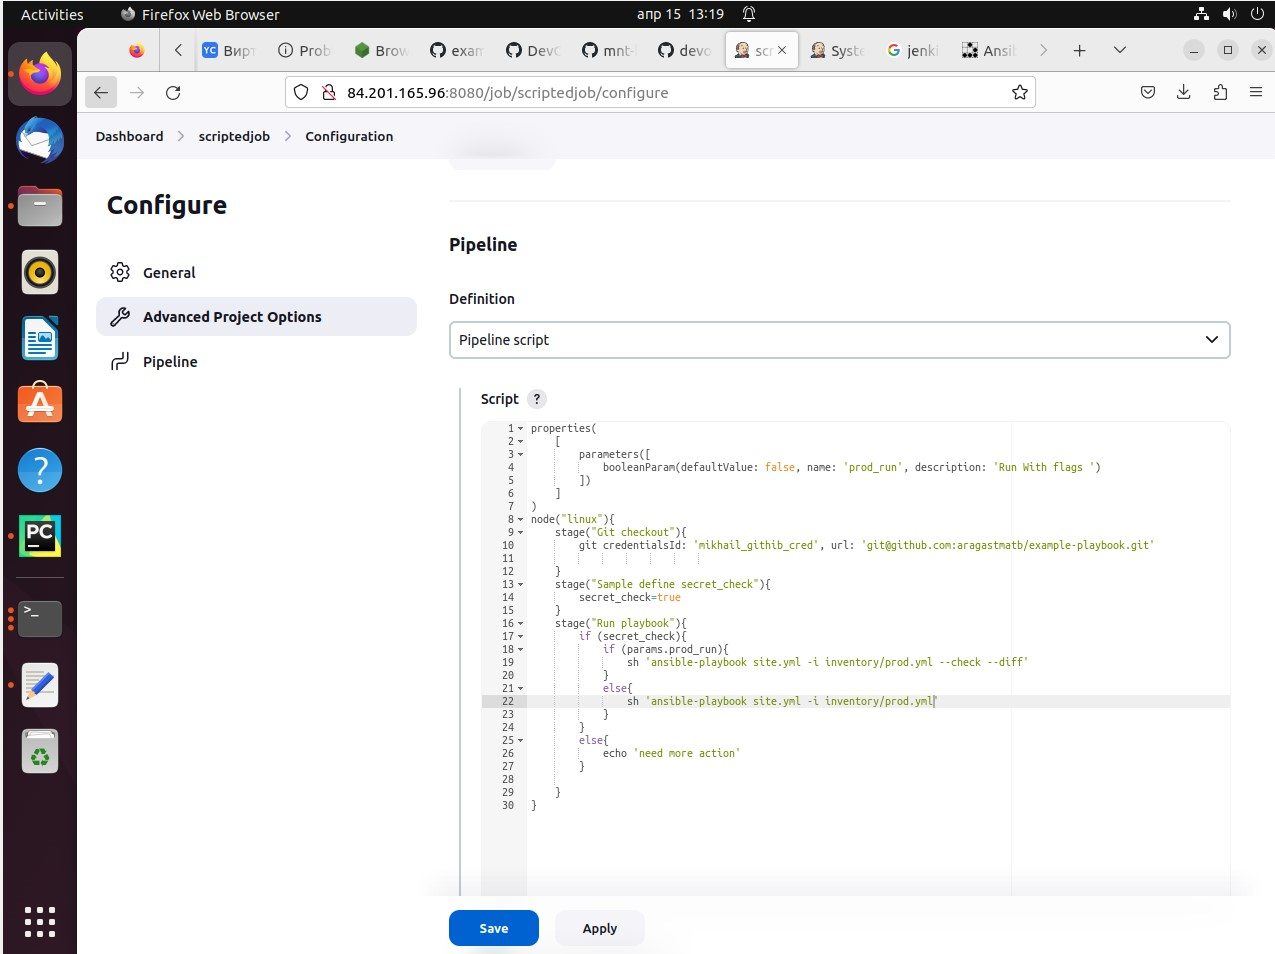 Activities
Firefox Web Browser
апр 15 13:19
YC Вирт
Prob
Brow
exam
DevO
mnt-
devo
scr
Syste
jenki
Ansib
84.201.165.96:8080/job/scriptedjob/configure
Dashboard
scriptedjob
Configuration
Configure
General
Advanced Project Options
Pipeline
Pipeline
Definition
Pipeline script
Script ?
1 properties(
2 [
3 parameters([
4 booleanParam(defaultValue: false, name: 'prod_run', description: 'Run With flags ')
5 ])
6 ]
7 )
8 node("linux"){
9 stage("Git checkout"){
10 git credentialsId: 'mikhail_githib_cred', url: 'git@github.com:aragastmatb/example-playbook.git'
11
12 }
13 stage("Sample define secret_check"){
14 secret_check=true
15 }
16 stage("Run playbook"){
17 if (secret_check){
18 if (params.prod_run){
19 sh 'ansible-playbook site.yml -i inventory/prod.yml --check --diff'
20 }
21 else{
22 sh 'ansible-playbook site.yml -i inventory/prod.yml'
23 }
24 }
25 else{
26 echo 'need more action'
27 }
28
29 }
30 }
Save
Apply
PC